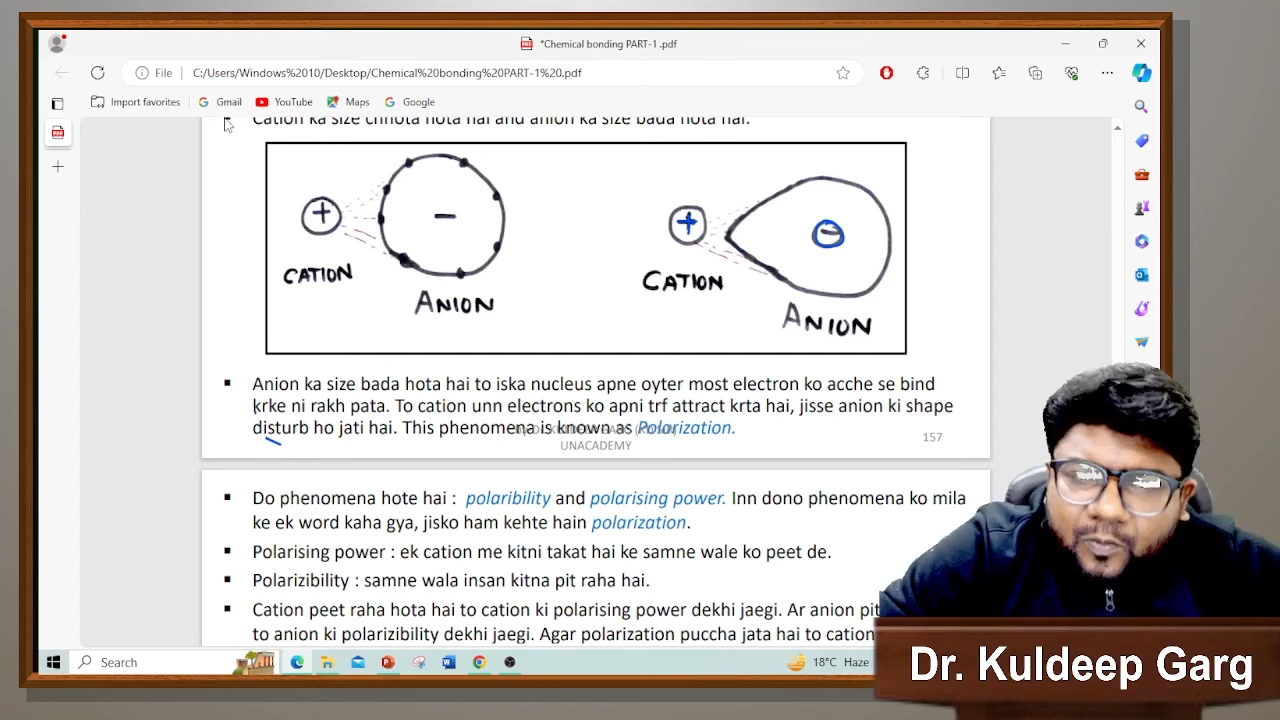 *Chemical bonding PART-1 .pdf
File C:/Users/Windows%2010/Desktop/Chemical%20bonding%20PART-1%20.pdf
Import favorites Gmail YouTube Maps Google
Cation ka size chhota hota hai and anion ka size bada hota hai.
+ − + −
CATION
ANION
CATION
ANION
Anion ka size bada hota hai to iska nucleus apne oyter most electron ko acche se bind
krke ni rakh pata. To cation unn electrons ko apni trf attract krta hai, jisse anion ki shape
disturb ho jati hai. This phenomena is known as Polarization.
KULDEEP GARG
UNACADEMY
157
Do phenomena hote hai : polaribility and polarising power. Inn dono phenomena ko mila
ke ek word kaha gya, jisko ham kehte hain polarization.
Polarising power : ek cation me kitni takat hai ke samne wale ko peet de.
Polarizibility : samne wala insan kitna pit raha hai.
Cation peet raha hota hai to cation ki polarising power dekhi jaegi. Ar anion pit
to anion ki polarizibility dekhi jaegi. Agar polarization puccha jata hai to cation
Search 18°C Haze
Dr. Kuldeep Garg